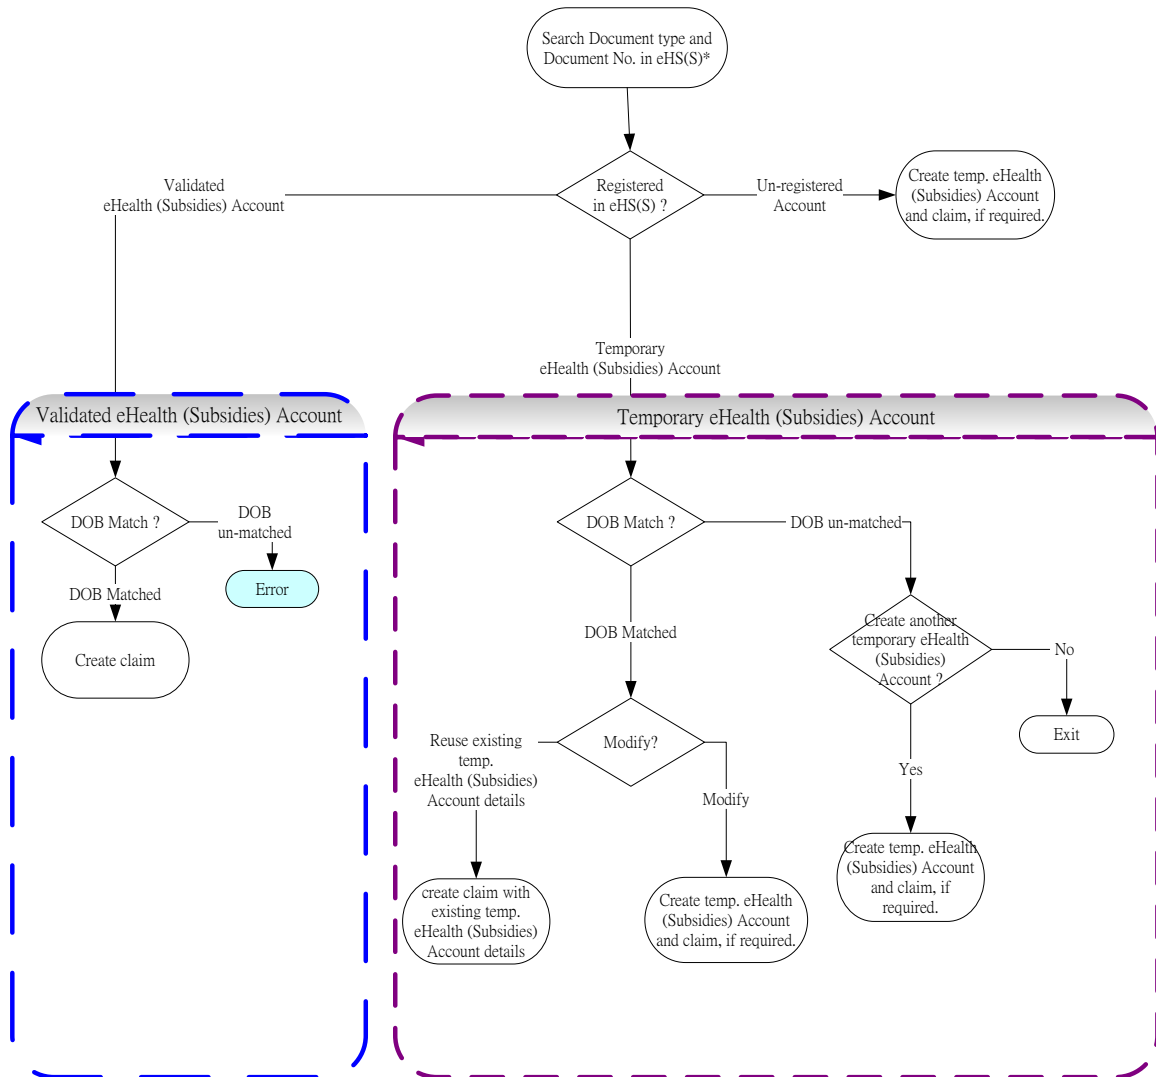 Search Document type and
Document No. in eHS(S)*
Validated
eHealth (Subsidies) Account
Registered
in eHS(S) ?
Un-registered
Account
Create temp. eHealth
(Subsidies) Account
and claim, if required.
Temporary
eHealth (Subsidies) Account
Validated eHealth (Subsidies) Account
DOB Match ?
DOB
un-matched
Error
DOB Matched
Create claim
Temporary eHealth (Subsidies) Account
DOB Match ?
DOB un-matched
DOB Matched
Create another
temporary eHealth
(Subsidies)
Account ?
No
Exit
Yes
Create temp. eHealth
(Subsidies) Account
and claim, if
required.
Modify?
Reuse existing
temp.
eHealth (Subsidies)
Account details
Modify
create claim with
existing temp.
eHealth (Subsidies)
Account details
Create temp. eHealth
(Subsidies) Account
and claim, if required.